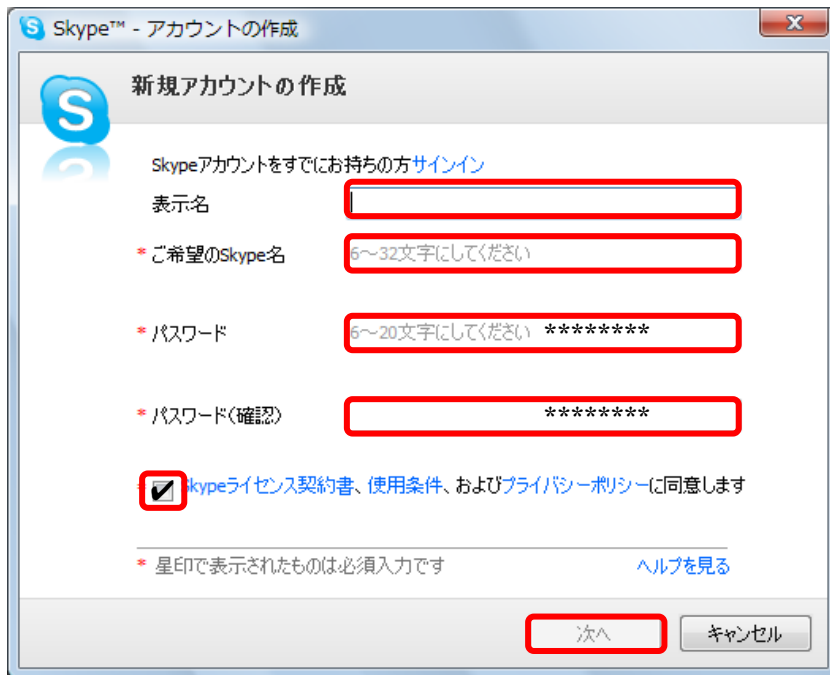 Skype™ - アカウントの作成
新規アカウントの作成
Skypeアカウントをすでにお持ちの方サインイン
表示名
* ご希望のSkype名 6～32文字にしてください
* パスワード 6～20文字にしてください ********
* パスワード(確認) ********
* Skypeライセンス契約書、使用条件、およびプライバシーポリシーに同意します
* 星印で表示されたものは必須入力です ヘルプを見る
次へ キャンセル